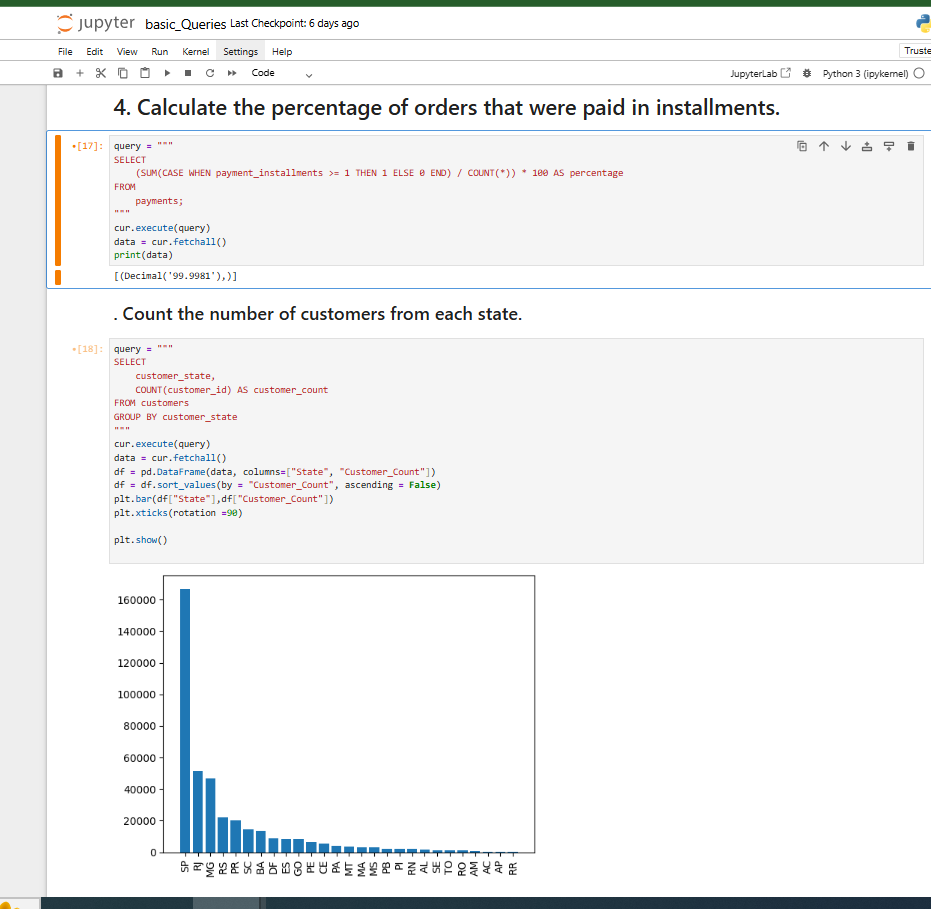 jupyter basic_Queries Last Checkpoint: 6 days ago
File Edit View Run Kernel Settings Help
Truste
Code
JupyterLab
Python 3 (ipykernel)
4. Calculate the percentage of orders that were paid in installments.
•[17]:
query = """
SELECT
(SUM(CASE WHEN payment_installments >= 1 THEN 1 ELSE 0 END) / COUNT(*)) * 100 AS percentage
FROM
payments;
"""
cur.execute(query)
data = cur.fetchall()
print(data)
[(Decimal('99.9981'),)]
. Count the number of customers from each state.
•[18]:
query = """
SELECT
customer_state,
COUNT(customer_id) AS customer_count
FROM customers
GROUP BY customer_state
"""
cur.execute(query)
data = cur.fetchall()
df = pd.DataFrame(data, columns=["State", "Customer_Count"])
df = df.sort_values(by = "Customer_Count", ascending = False)
plt.bar(df["State"],df["Customer_Count"])
plt.xticks(rotation =90)
plt.show()
160000
140000
120000
100000
80000
60000
40000
20000
0
SP RJ MG RS PR SC BA DF ES GO PE CE PA MT MA MS PB PI RN AL SE TO RO AM AC AP RR